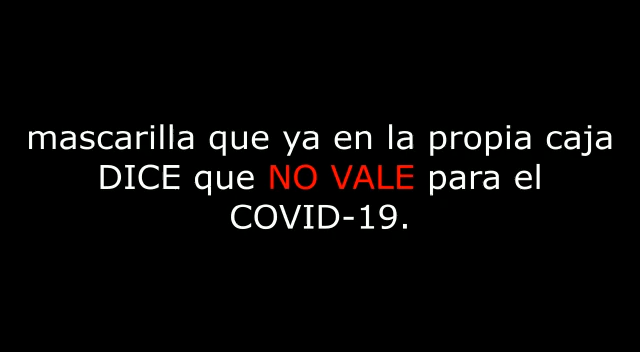 mascarilla que ya en la propia caja
DICE que NO VALE para el
COVID-19.